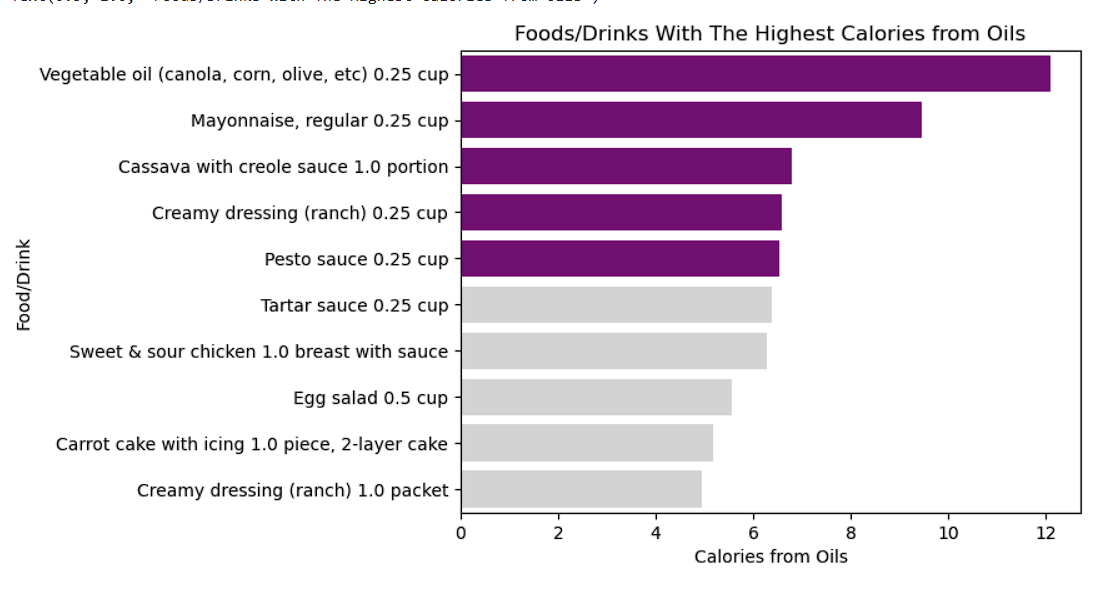 Foods/Drinks With The Highest Calories from Oils
Vegetable oil (canola, corn, olive, etc) 0.25 cup
Mayonnaise, regular 0.25 cup
Cassava with creole sauce 1.0 portion
Creamy dressing (ranch) 0.25 cup
Pesto sauce 0.25 cup
Tartar sauce 0.25 cup
Sweet & sour chicken 1.0 breast with sauce
Egg salad 0.5 cup
Carrot cake with icing 1.0 piece, 2-layer cake
Creamy dressing (ranch) 1.0 packet
Food/Drink
0 2 4 6 8 10 12
Calories from Oils